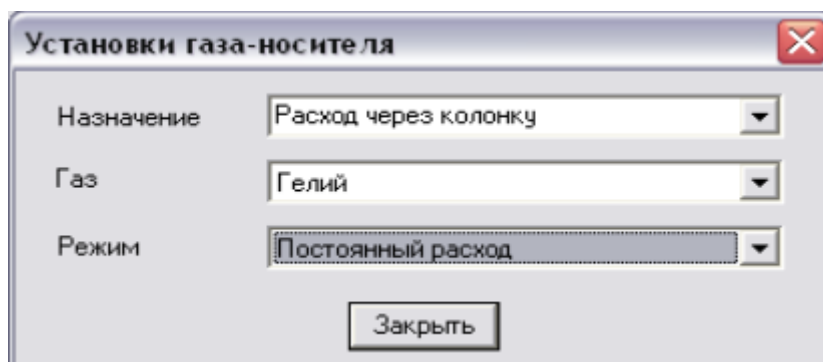 Установки газа-носителя
Назначение Расход через колонку
Газ Гелий
Режим Постоянный расход
Закрыть